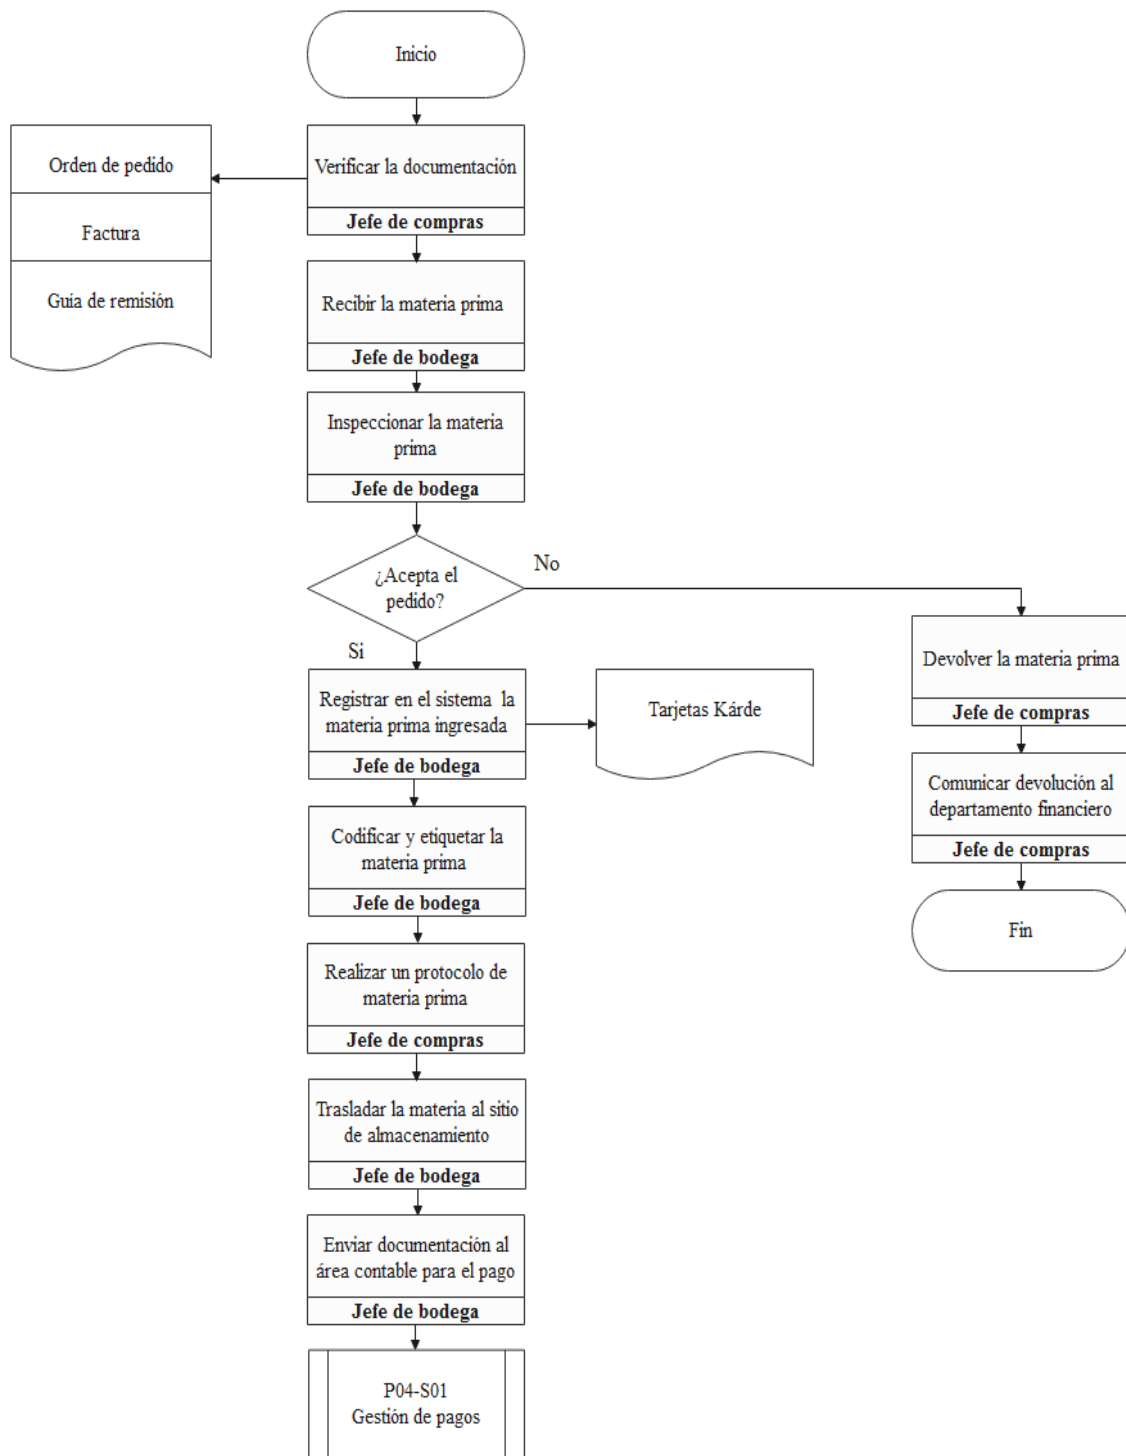 Inicio
Orden de pedido
Factura
Guía de remisión
Verificar la documentación
Jefe de compras
Recibir la materia prima
Jefe de bodega
Inspeccionar la materia
prima
Jefe de bodega
¿Acepta el
pedido?
No
Si
Devolver la materia prima
Jefe de compras
Comunicar devolución al
departamento financiero
Jefe de compras
Fin
Registrar en el sistema la
materia prima ingresada
Jefe de bodega
Tarjetas Kárde
Codificar y etiquetar la
materia prima
Jefe de bodega
Realizar un protocolo de
materia prima
Jefe de compras
Trasladar la materia al sitio
de almacenamiento
Jefe de bodega
Enviar documentación al
área contable para el pago
Jefe de bodega
P04-S01
Gestión de pagos